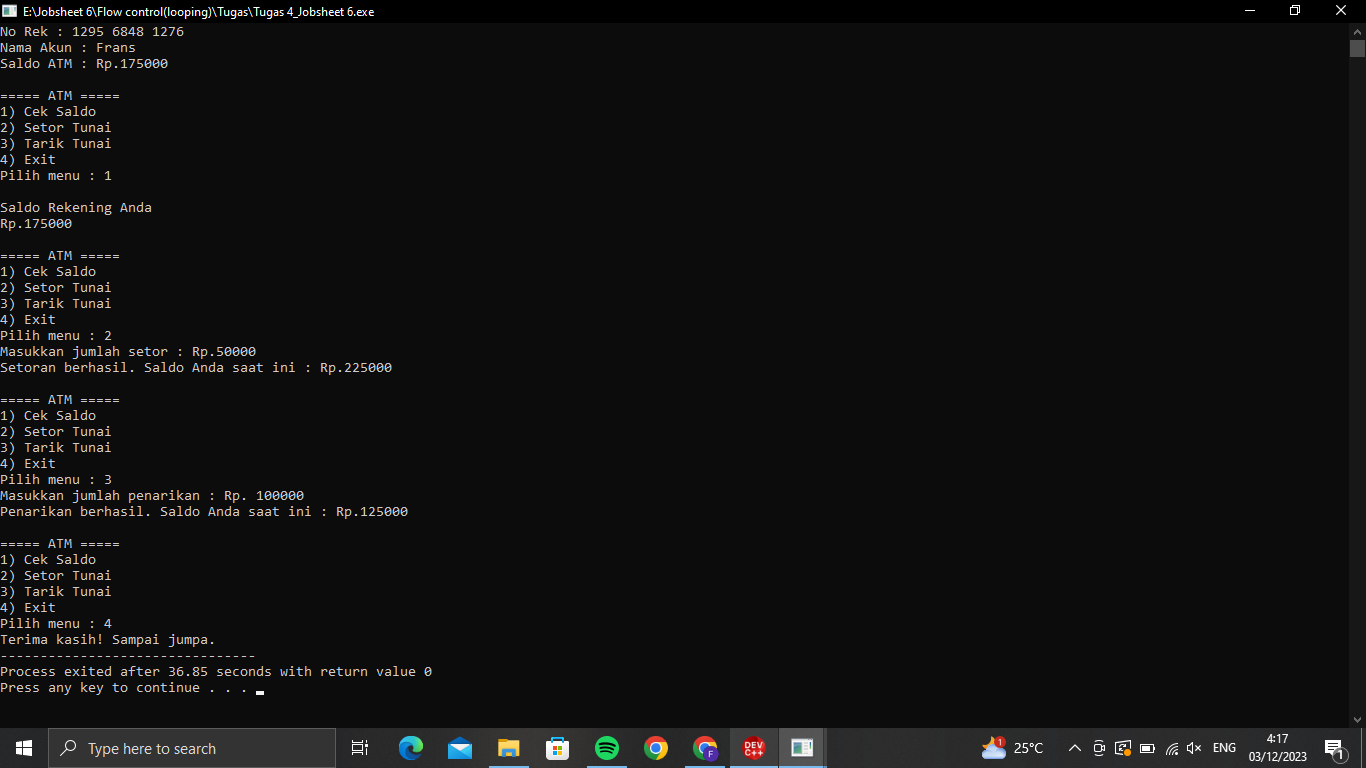 E:\Jobsheet 6\Flow control(looping)\Tugas\Tugas 4_Jobsheet 6.exe
No Rek : 1295 6848 1276
Nama Akun : Frans
Saldo ATM : Rp.175000
===== ATM =====
1) Cek Saldo
2) Setor Tunai
3) Tarik Tunai
4) Exit
Pilih menu : 1
Saldo Rekening Anda
Rp.175000
===== ATM =====
1) Cek Saldo
2) Setor Tunai
3) Tarik Tunai
4) Exit
Pilih menu : 2
Masukkan jumlah setor : Rp.50000
Setoran berhasil. Saldo Anda saat ini : Rp.225000
===== ATM =====
1) Cek Saldo
2) Setor Tunai
3) Tarik Tunai
4) Exit
Pilih menu : 3
Masukkan jumlah penarikan : Rp. 100000
Penarikan berhasil. Saldo Anda saat ini : Rp.125000
===== ATM =====
1) Cek Saldo
2) Setor Tunai
3) Tarik Tunai
4) Exit
Pilih menu : 4
Terima kasih! Sampai jumpa.
--------------------------------
Process exited after 36.85 seconds with return value 0
Press any key to continue . . .
Type here to search
F
DEV
C++
1
25°C
ENG
4:17
03/12/2023
1